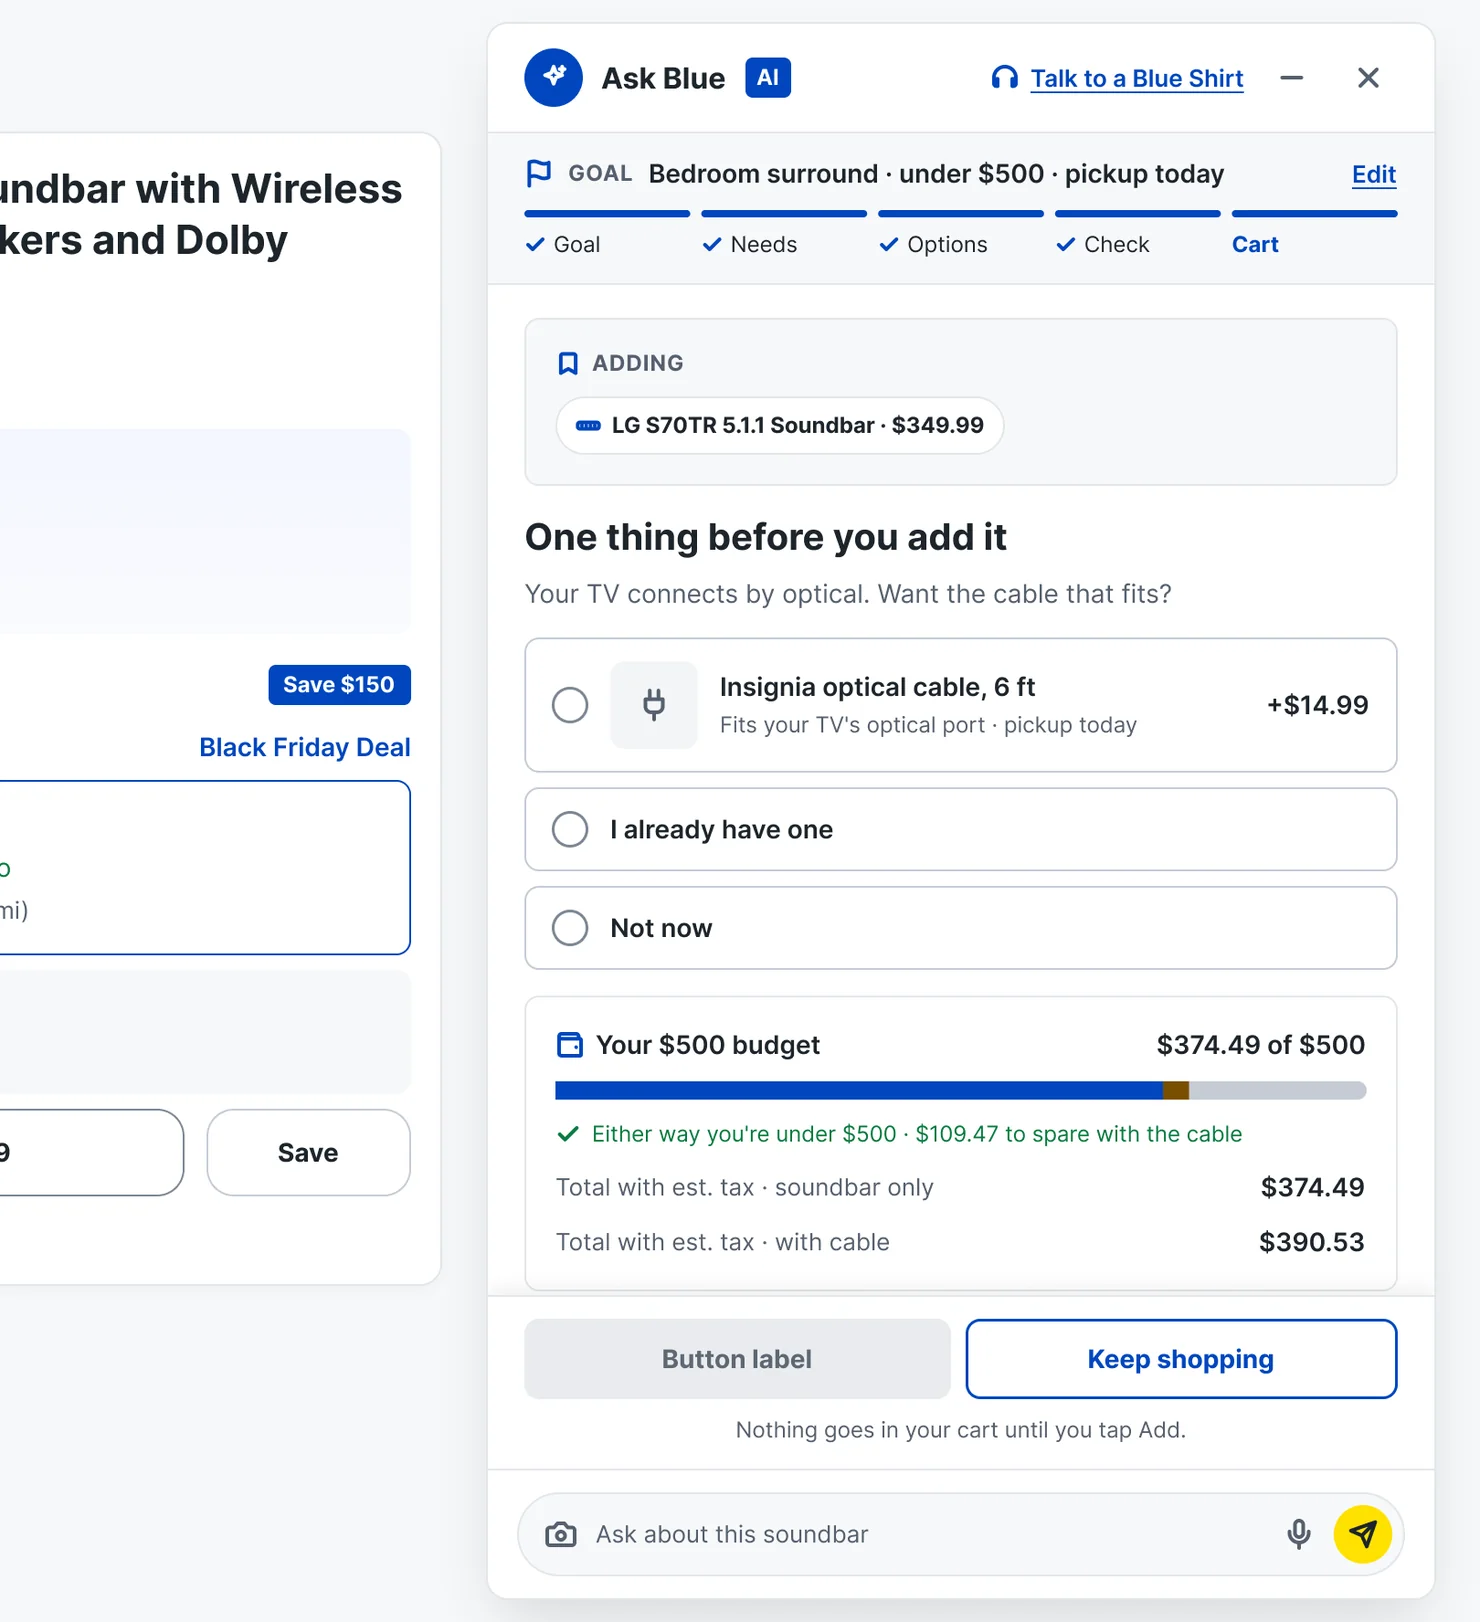 undbar with Wireless
kers and Dolby
Save $150
Black Friday Deal
o
mi)
9
Save
Ask Blue
AI
Talk to a Blue Shirt
GOAL Bedroom surround · under $500 · pickup today
Edit
Goal
Needs
Options
Check
Cart
ADDING
LG S70TR 5.1.1 Soundbar · $349.99
One thing before you add it
Your TV connects by optical. Want the cable that fits?
Insignia optical cable, 6 ft
Fits your TV's optical port · pickup today
+$14.99
I already have one
Not now
Your $500 budget
$374.49 of $500
Either way you're under $500 · $109.47 to spare with the cable
Total with est. tax · soundbar only
$374.49
Total with est. tax · with cable
$390.53
Button label
Keep shopping
Nothing goes in your cart until you tap Add.
Ask about this soundbar